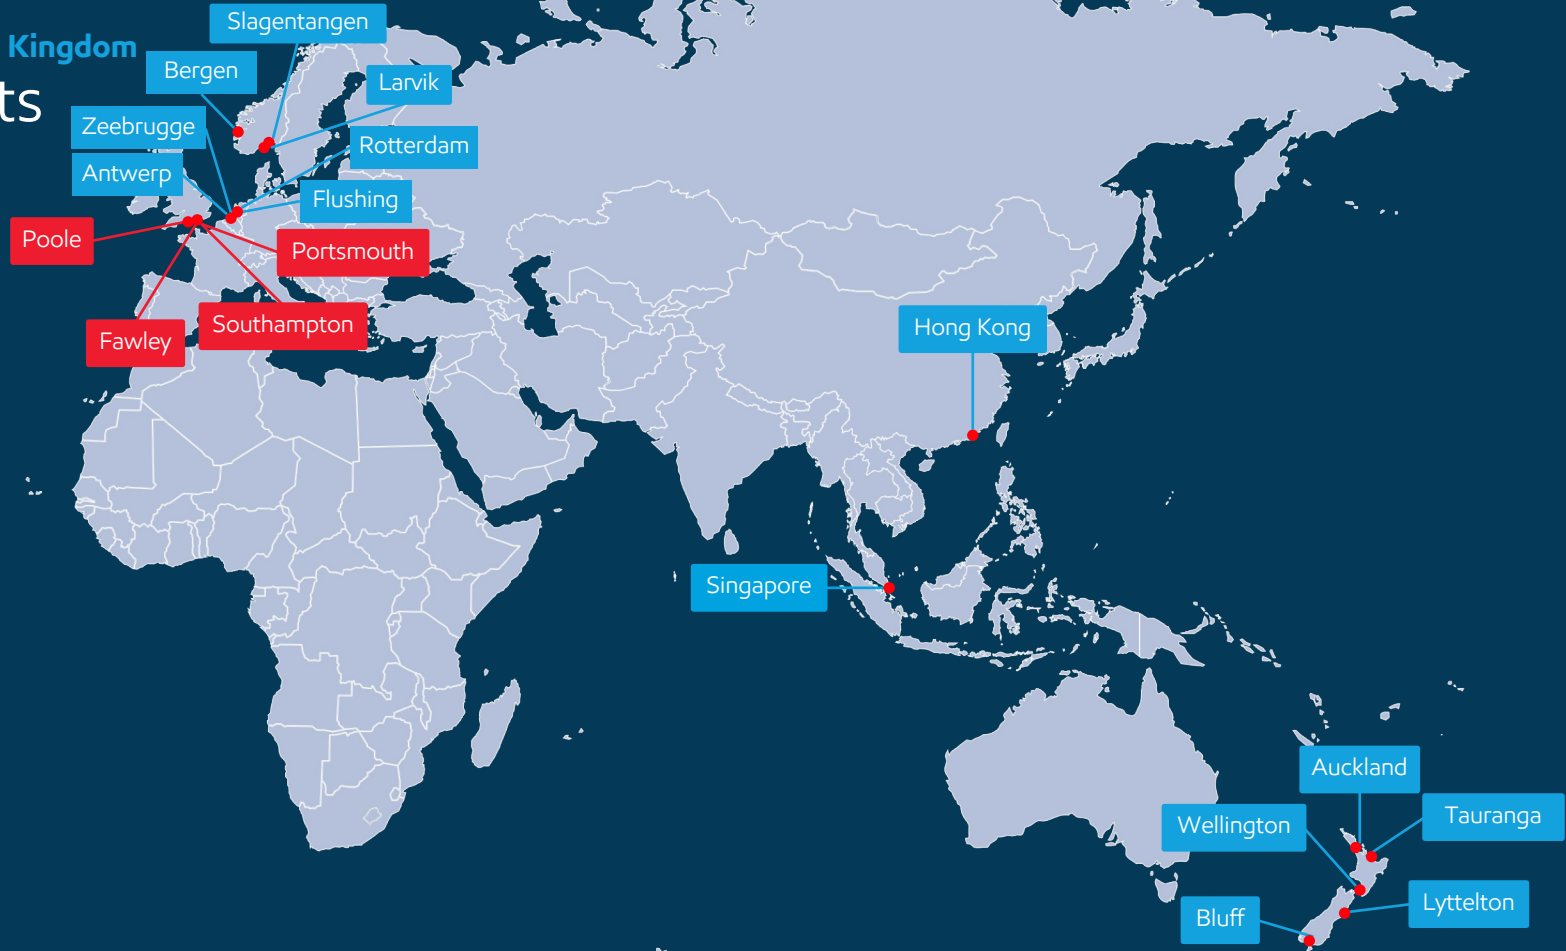 Slagentangen
Kingdom
Bergen
ts
Larvik
Zeebrugge
Rotterdam
Antwerp
Flushing
Poole
Portsmouth
Southampton
Fawley
Hong Kong
Singapore
Auckland
Tauranga
Wellington
Lyttelton
Bluff